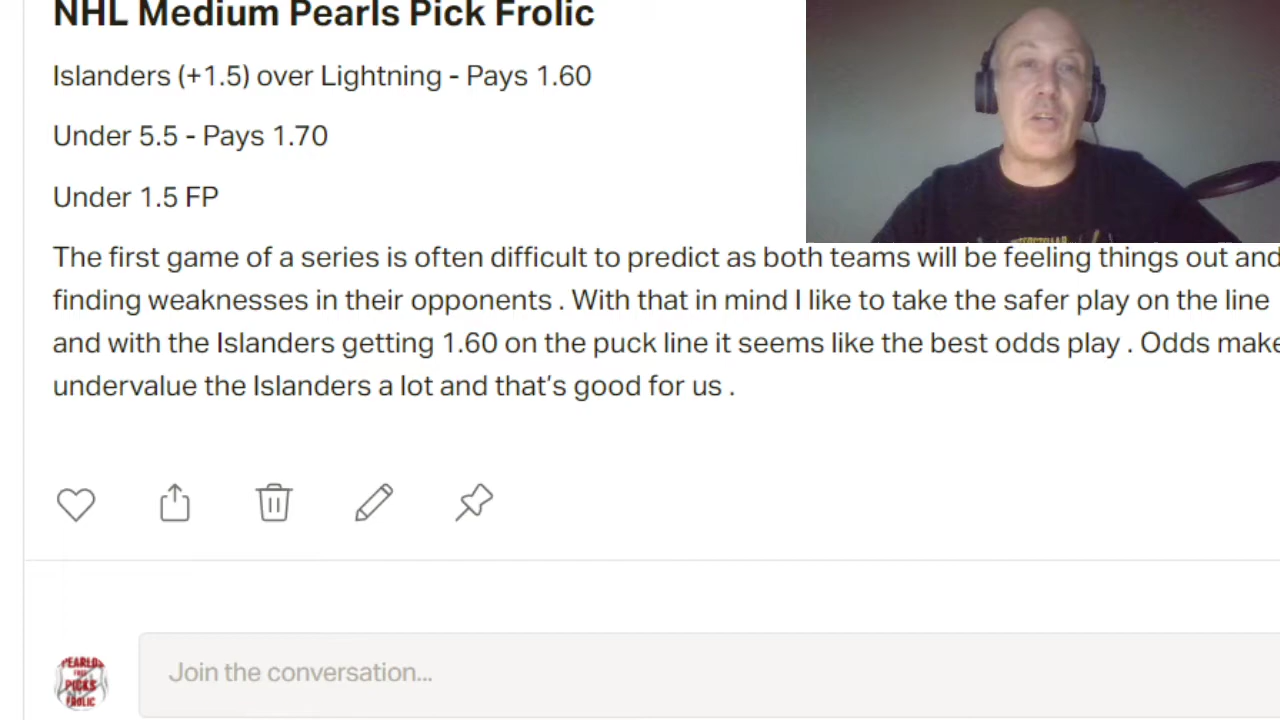 NHL Medium Pearls Pick Frolic
Islanders (+1.5) over Lightning - Pays 1.60
Under 5.5 - Pays 1.70
Under 1.5 FP
The first game of a series is often difficult to predict as both teams will be feeling things out and
finding weaknesses in their opponents . With that in mind I like to take the safer play on the line
and with the Islanders getting 1.60 on the puck line it seems like the best odds play . Odds make
undervalue the Islanders a lot and that's good for us .
Join the conversation...
PICKS
FROLIC